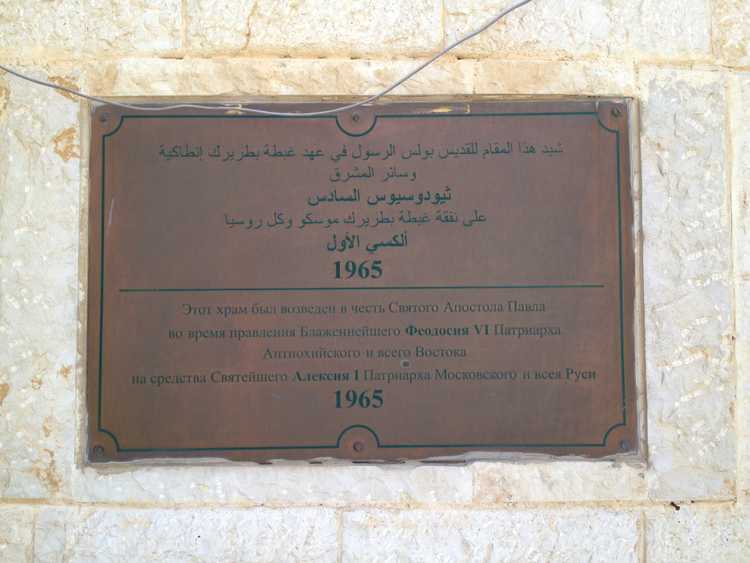 شيد هذا المقام للقديس بولس الرسول في عهد غبطة بطريرك إنطاكية
وسائر المشرق
ثيودوسيوس السادس
على نفقة غبطة بطريرك موسكو وكل روسيا
ألكسي الأول
1965
Этот храм был возведен в честь Святого Апостола Павла
во время правления Блаженнейшего Феодосия VI Патриарха
Антиохийского и всего Востока
на средства Святейшего Алексия I Патриарха Московского и всея Руси
1965